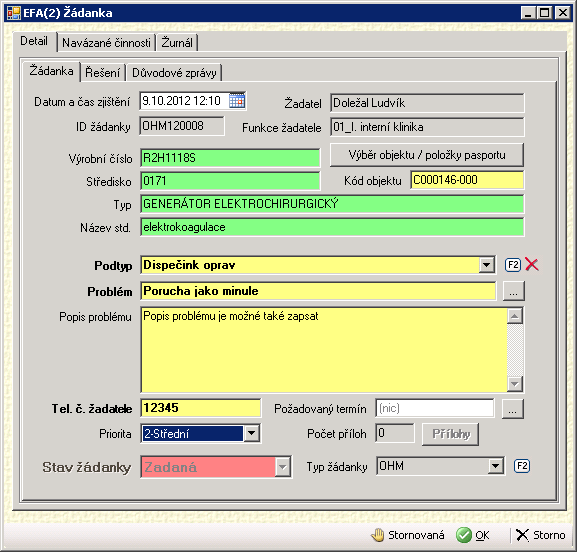 EFA(2) Žádanka
Detail Navázané činnosti Žurnál
Žádanka Řešení Důvodové zprávy
Datum a čas zjištění 9.10.2012 12:10 Žadatel Doležal Ludvík
ID žádanky OHM120008 Funkce žadatele 01_I. interní klinika
Výrobní číslo R2H1118S Výběr objektu / položky pasportu
Středisko 0171 Kód objektu C000146-000
Typ GENERÁTOR ELEKTROCHIRURGICKÝ
Název std. elektrokoagulace
Podtyp Dispečink oprav F2
Problém Porucha jako minule ...
Popis problému Popis problému je možné také zapsat
Tel. č. žadatele 12345 Požadovaný termín (nic) ...
Priorita 2-Střední Počet příloh 0 Přílohy
Stav žádanky Zadaná Typ žádanky OHM F2
Stornovaná OK Storno